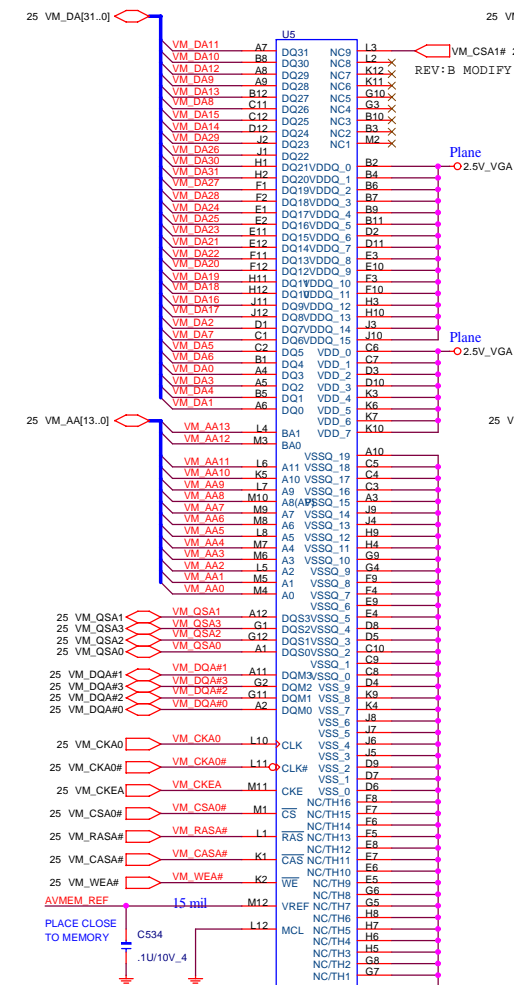 25 VM_DA[31..0]
25 VM
U5
VM_DA11 A7 DQ31 NC9 L3 VM_CSA1# 2
VM_DA10 B8 DQ30 NC8 L2
VM_DA12 A8 DQ29 NC7 K12 REV:B MODIFY
VM_DA9 A9 DQ28 NC6 K11
VM_DA13 B12 DQ27 NC5 G10
VM_DA8 C11 DQ26 NC4 G3
VM_DA15 C12 DQ25 NC3 B10
VM_DA14 D12 DQ24 NC2 B3
VM_DA29 J2 DQ23 NC1 M2
VM_DA26 J1 DQ22
Plane
VM_DA30 H1 DQ21 VDDQ_0 B2 2.5V_VGA
VM_DA31 H2 DQ20 VDDQ_1 B4
VM_DA27 F1 DQ19 VDDQ_2 B6
VM_DA28 F2 DQ18 VDDQ_3 B7
VM_DA24 E1 DQ17 VDDQ_4 B9
VM_DA25 E2 DQ16 VDDQ_5 B11
VM_DA23 E11 DQ15 VDDQ_6 D2
VM_DA21 E12 DQ14 VDDQ_7 D11
VM_DA22 F11 DQ13 VDDQ_8 E3
VM_DA20 F12 DQ12 VDDQ_9 E10
VM_DA19 H11 DQ11 VDDQ_10 F3
VM_DA18 H12 DQ10 VDDQ_11 F10
VM_DA16 J11 DQ9 VDDQ_12 H3
VM_DA17 J12 DQ8 VDDQ_13 H10
VM_DA2 D1 DQ7 VDDQ_14 J3
VM_DA7 C1 DQ6 VDDQ_15 J10
Plane
VM_DA5 C2 DQ5 VDD_0 C6 2.5V_VGA
VM_DA6 B1 DQ4 VDD_1 C7
VM_DA0 A4 DQ3 VDD_2 D3
VM_DA3 A5 DQ2 VDD_3 D10
VM_DA4 B5 DQ1 VDD_4 K3
VM_DA1 A6 DQ0 VDD_5 K6
25 VM_AA[13..0] VDD_6 K7
25 V
VM_AA13 L4 BA1 VDD_7 K10
VM_AA12 M3 BA0
VSSQ_19 A10
VM_AA11 L6 A11 VSSQ_18 C5
VM_AA10 K5 A10 VSSQ_17 C4
VM_AA9 L7 A9 VSSQ_16 C3
VM_AA8 M10 A8(AP) VSSQ_15 A3
VM_AA7 M9 A7 VSSQ_14 J9
VM_AA6 M8 A6 VSSQ_13 J4
VM_AA5 L8 A5 VSSQ_12 H9
VM_AA4 M7 A4 VSSQ_11 H4
VM_AA3 M6 A3 VSSQ_10 G9
VM_AA2 L5 A2 VSSQ_9 G4
VM_AA1 M5 A1 VSSQ_8 F9
VM_AA0 M4 A0 VSSQ_7 F4
VSSQ_6 E9
25 VM_QSA1 VM_QSA1 A12 DQS3 VSSQ_5 E4
25 VM_QSA3 VM_QSA3 G1 DQS2 VSSQ_4 D8
25 VM_QSA2 VM_QSA2 G12 DQS1 VSSQ_3 D5
25 VM_QSA0 VM_QSA0 A1 DQS0 VSSQ_2 C10
VSSQ_1 C9
25 VM_DQA#1 VM_DQA#1 A11 DQM3 VSSQ_0 C8
25 VM_DQA#3 VM_DQA#3 G2 DQM2 VSS_9 D4
25 VM_DQA#2 VM_DQA#2 G11 DQM1 VSS_8 K9
25 VM_DQA#0 VM_DQA#0 A2 DQM0 VSS_7 K4
VSS_6 J8
VSS_5 J7
25 VM_CKA0 VM_CKA0 L10 CLK VSS_4 J6
VSS_3 J5
25 VM_CKA0# VM_CKA0# L11 CLK# VSS_2 D9
VSS_1 D7
25 VM_CKEA VM_CKEA M11 CKE VSS_0 D6
NC/TH16 F8
25 VM_CSA0# VM_CSA0# M1 CS NC/TH15 F7
NC/TH14 F6
25 VM_RASA# VM_RASA# L1 RAS NC/TH13 F5
NC/TH12 E8
25 VM_CASA# VM_CASA# K1 CAS NC/TH11 E7
NC/TH10 E6
25 VM_WEA# VM_WEA# K2 WE NC/TH9 E5
NC/TH8 G6
AVMEM_REF 15 mil M12 VREF NC/TH7 G5
NC/TH6 H8
PLACE CLOSE L12 MCL NC/TH5 H7
TO MEMORY C534 NC/TH4 H6
NC/TH3 H5
.1U/10V_4 NC/TH2 G8
NC/TH1 G7